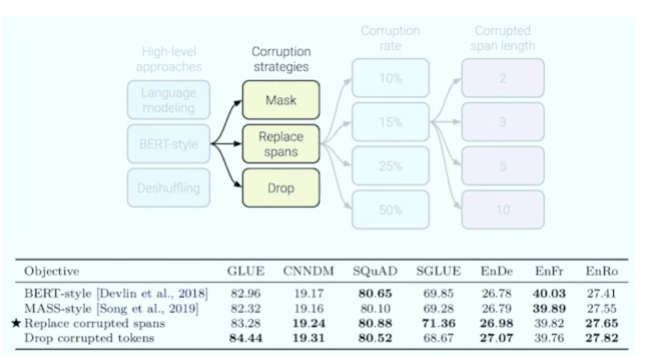 High-level
approaches
Corruption
strategies
Corruption
rate
Corrupted
span length
Language
modeling
BERT-style
Deshuffling
Mask
Replace
spans
Drop
10%
15%
25%
50%
2
3
5
10
Objective GLUE CNNDM SQuAD SGLUE EnDe EnFr EnRo
BERT-style [Devlin et al., 2018] 82.96 19.17 80.65 69.85 26.78 40.03 27.41
MASS-style [Song et al., 2019] 82.32 19.16 80.10 69.28 26.79 39.89 27.55
★ Replace corrupted spans 83.28 19.24 80.88 71.36 26.98 39.82 27.65
Drop corrupted tokens 84.44 19.31 80.52 68.67 27.07 39.76 27.82